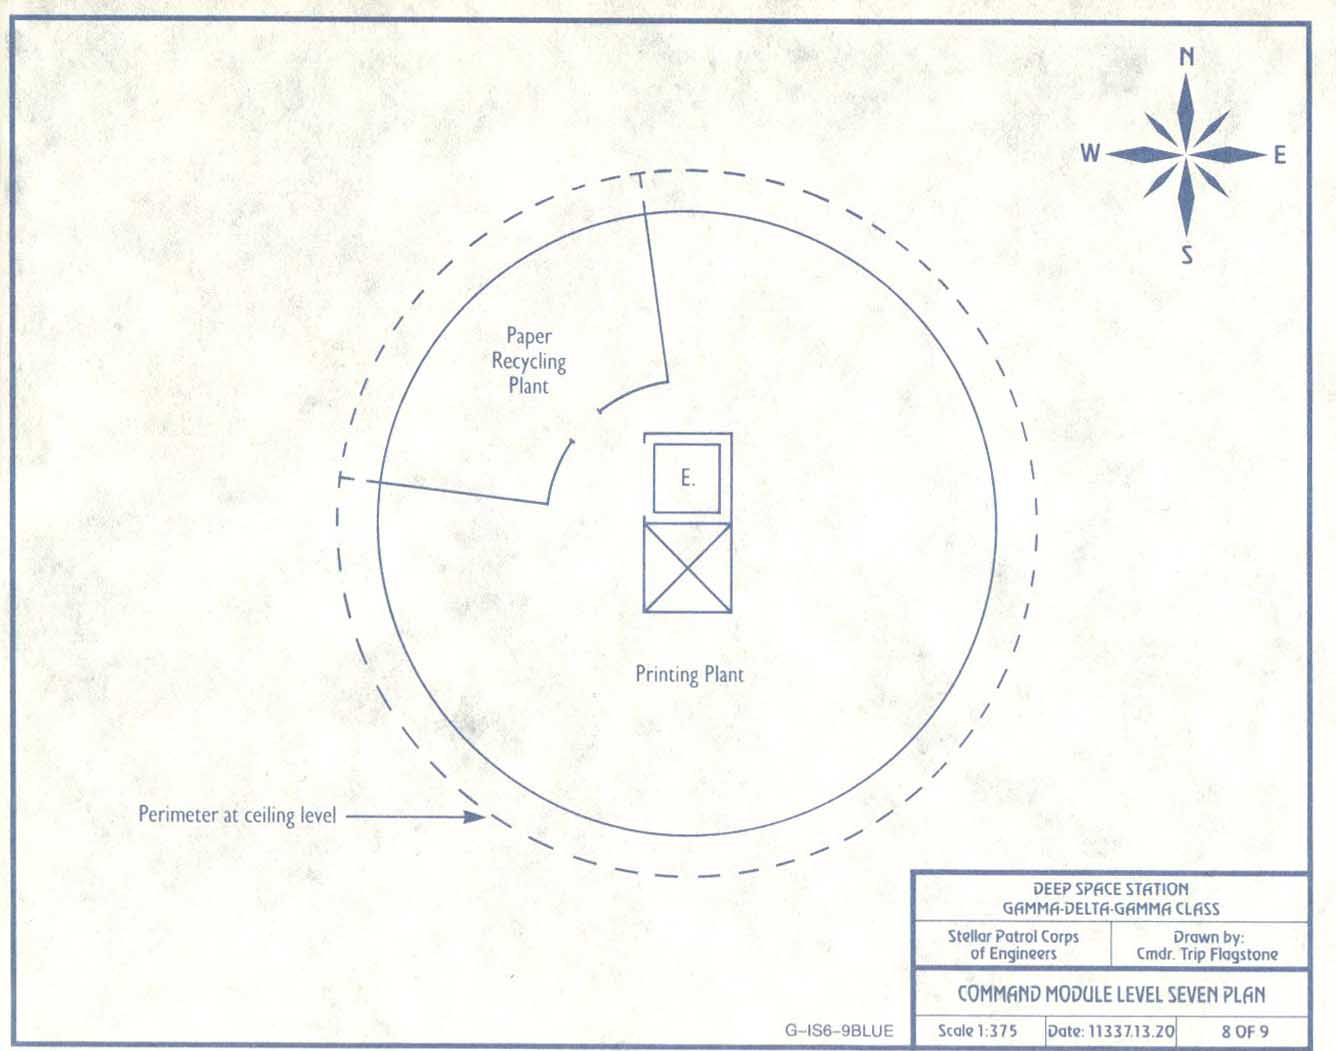 N
W
E
S
Paper
Recycling
Plant
E.
Printing Plant
Perimeter at ceiling level
DEEP SPACE STATION
GAMMA-DELTA-GAMMA CLASS
Stellar Patrol Corps
of Engineers
Drawn by:
Cmdr. Trip Flagstone
COMMAND MODULE LEVEL SEVEN PLAN
G-IS6-9BLUE
Scale 1:375
Date: 11337.13.20
8 OF 9